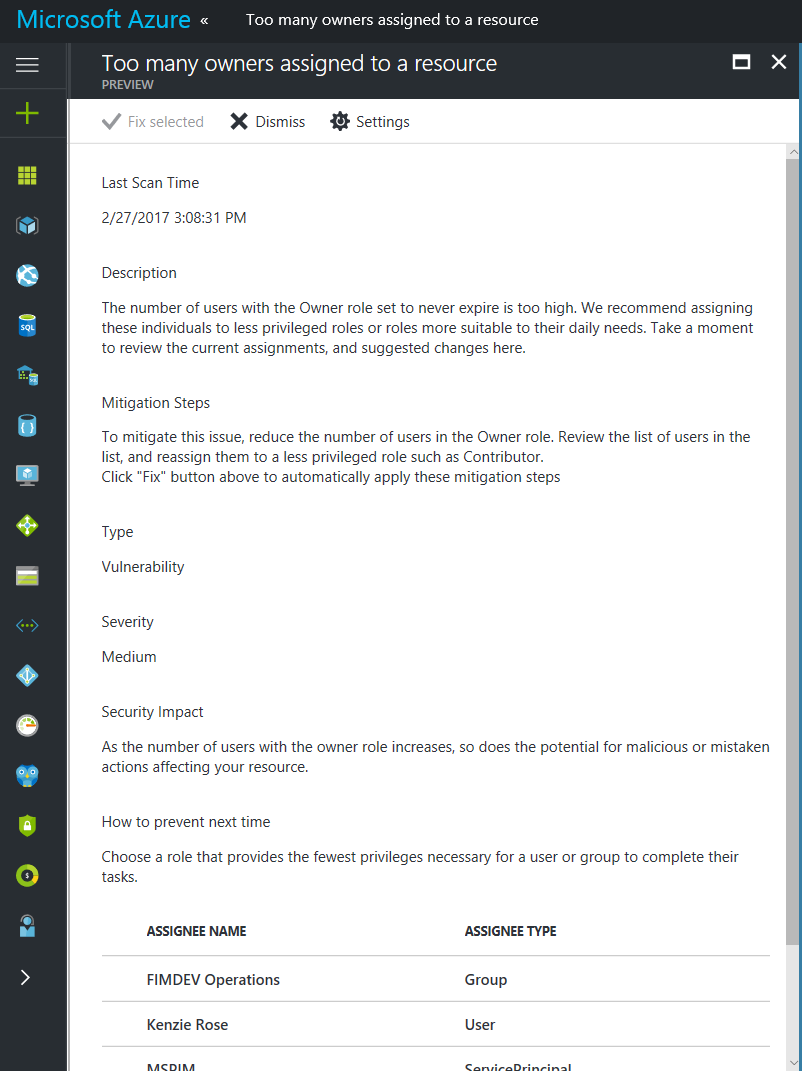 Microsoft Azure « Too many owners assigned to a resource
Too many owners assigned to a resource
PREVIEW
Fix selected Dismiss Settings
Last Scan Time
2/27/2017 3:08:31 PM
Description
The number of users with the Owner role set to never expire is too high. We recommend assigning
these individuals to less privileged roles or roles more suitable to their daily needs. Take a moment
to review the current assignments, and suggested changes here.
Mitigation Steps
To mitigate this issue, reduce the number of users in the Owner role. Review the list of users in the
list, and reassign them to a less privileged role such as Contributor.
Click "Fix" button above to automatically apply these mitigation steps
Type
Vulnerability
Severity
Medium
Security Impact
As the number of users with the owner role increases, so does the potential for malicious or mistaken
actions affecting your resource.
How to prevent next time
Choose a role that provides the fewest privileges necessary for a user or group to complete their
tasks.
ASSIGNEE NAME ASSIGNEE TYPE
FIMDEV Operations Group
Kenzie Rose User
MSPIM ServicePrincipal
SQL